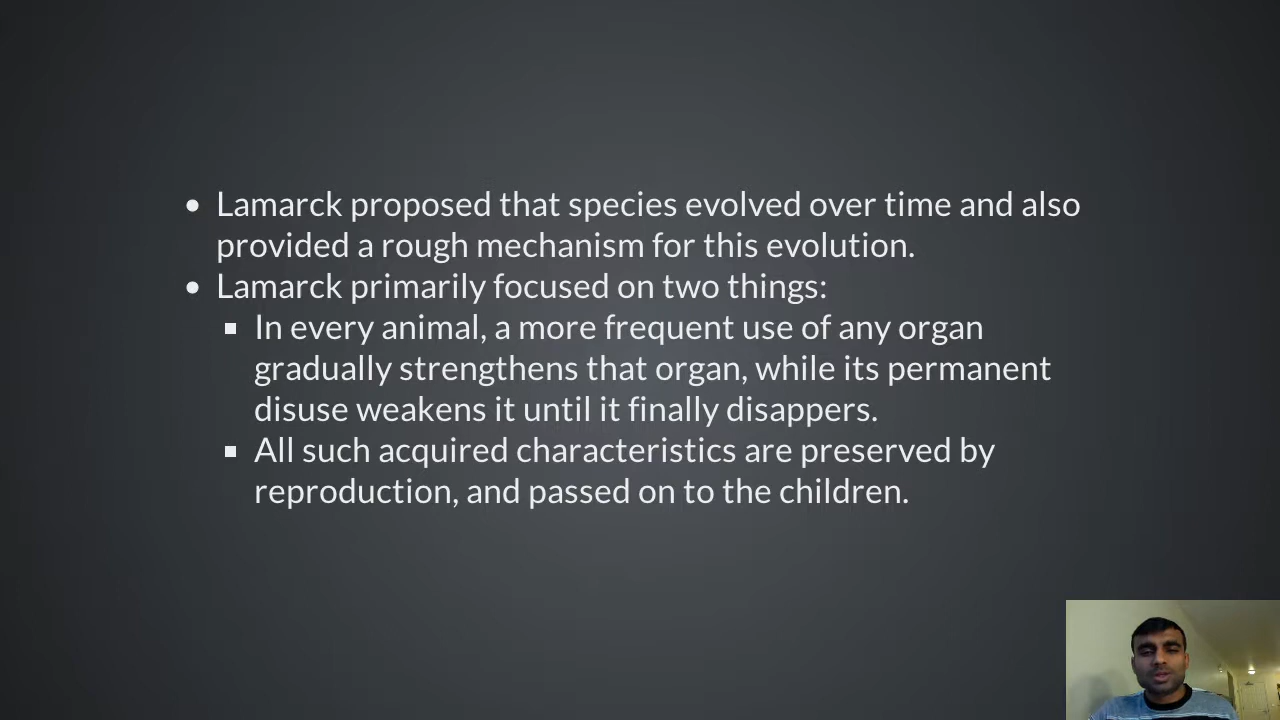 • Lamarck proposed that species evolved over time and also
provided a rough mechanism for this evolution.
• Lamarck primarily focused on two things:
▪ In every animal, a more frequent use of any organ
gradually strengthens that organ, while its permanent
disuse weakens it until it finally disappers.
▪ All such acquired characteristics are preserved by
reproduction, and passed on to the children.